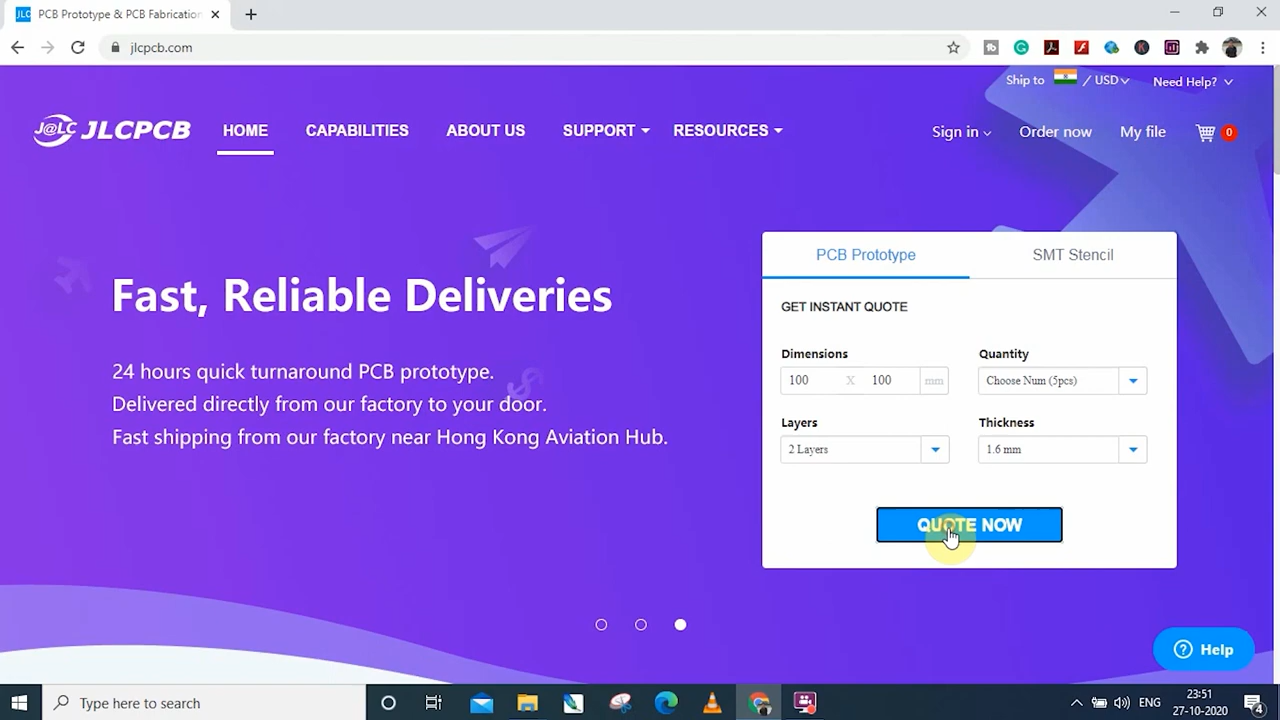 JLC PCB Prototype & PCB Fabrication
jlcpcb.com
Ship to / USD Need Help?
J@LC JLCPCB HOME CAPABILITIES ABOUT US SUPPORT RESOURCES Sign in Order now My file 0
PCB Prototype SMT Stencil
GET INSTANT QUOTE
Fast, Reliable Deliveries
24 hours quick turnaround PCB prototype.
Delivered directly from our factory to your door.
Fast shipping from our factory near Hong Kong Aviation Hub.
Dimensions Quantity
100 X 100 mm Choose Num (5pcs)
Layers Thickness
2 Layers 1.6 mm
QUOTE NOW
Help
Type here to search
ENG
23:51
27-10-2020
4